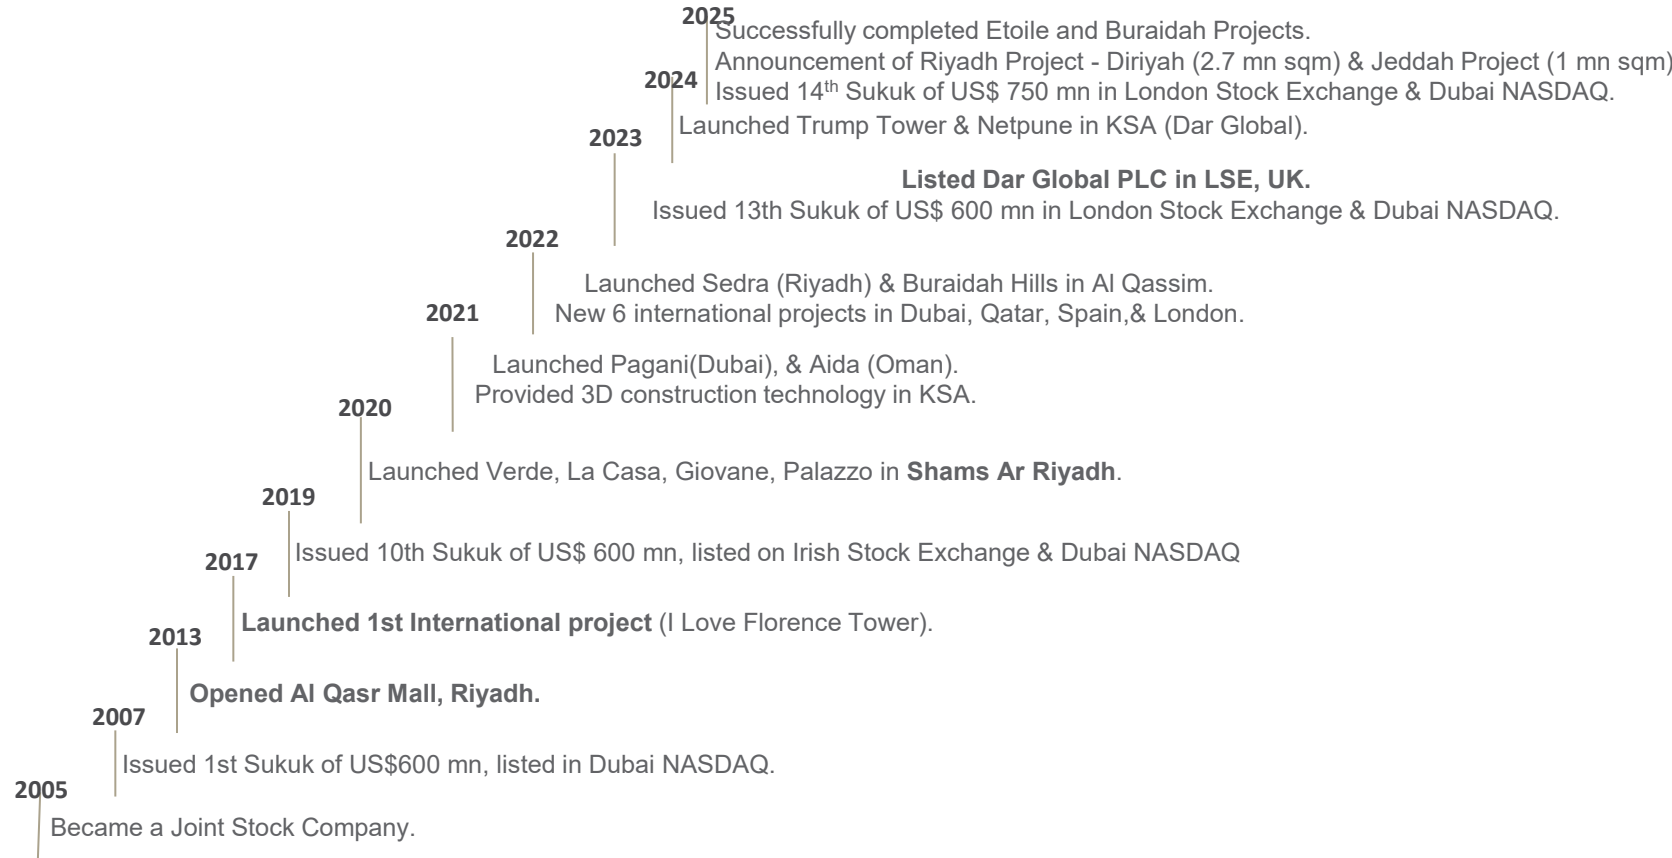 2025
Successfully completed Etoile and Buraidah Projects.
Announcement of Riyadh Project - Diriyah (2.7 mn sqm) & Jeddah Project (1 mn sqm)
Issued 14th Sukuk of US$ 750 mn in London Stock Exchange & Dubai NASDAQ.
2024
Launched Trump Tower & Netpune in KSA (Dar Global).
2023
Listed Dar Global PLC in LSE, UK.
Issued 13th Sukuk of US$ 600 mn in London Stock Exchange & Dubai NASDAQ.
2022
Launched Sedra (Riyadh) & Buraidah Hills in Al Qassim.
New 6 international projects in Dubai, Qatar, Spain,& London.
2021
Launched Pagani(Dubai), & Aida (Oman).
Provided 3D construction technology in KSA.
2020
Launched Verde, La Casa, Giovane, Palazzo in Shams Ar Riyadh.
2019
Issued 10th Sukuk of US$ 600 mn, listed on Irish Stock Exchange & Dubai NASDAQ
2017
Launched 1st International project (I Love Florence Tower).
2013
Opened Al Qasr Mall, Riyadh.
2007
Issued 1st Sukuk of US$600 mn, listed in Dubai NASDAQ.
2005
Became a Joint Stock Company.